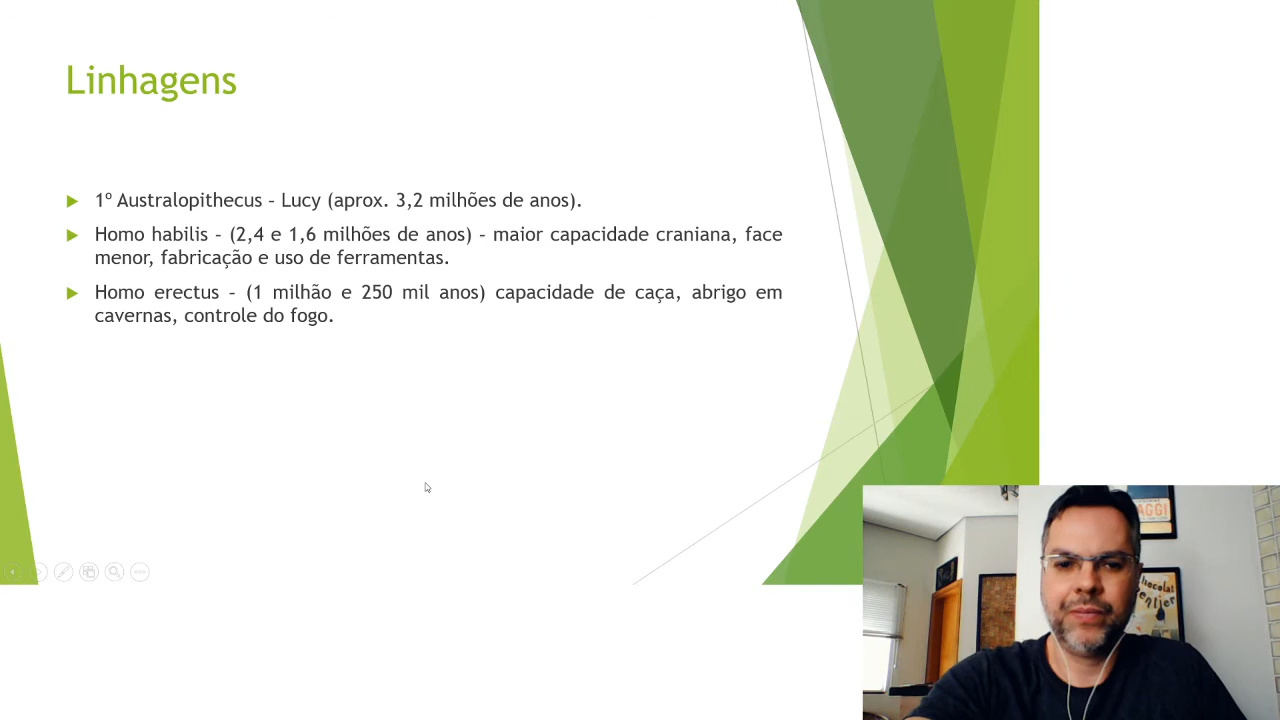 Linhagens
1º Australopithecus – Lucy (aprox. 3,2 milhões de anos).
Homo habilis – (2,4 e 1,6 milhões de anos) – maior capacidade craniana, face
menor, fabricação e uso de ferramentas.
Homo erectus – (1 milhão e 250 mil anos) capacidade de caça, abrigo em
cavernas, controle do fogo.
AGGI
hocolat